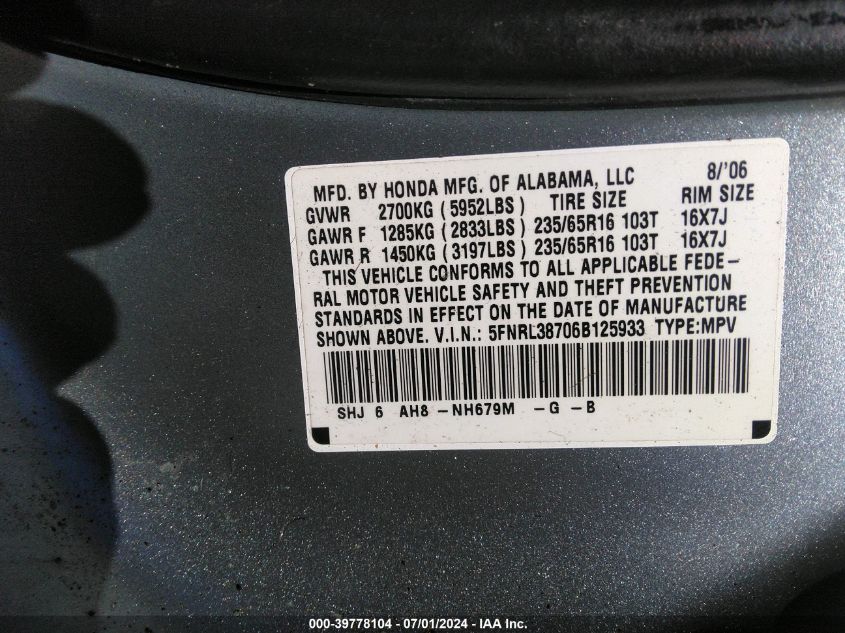 MFD. BY HONDA MFG. OF ALABAMA, LLC 8/'06
GVWR 2700KG (5952LBS) TIRE SIZE RIM SIZE
GAWR F 1285KG (2833LBS) 235/65R16 103T 16X7J
GAWR R 1450KG (3197LBS) 235/65R16 103T 16X7J
THIS VEHICLE CONFORMS TO ALL APPLICABLE FEDE-
RAL MOTOR VEHICLE SAFETY AND THEFT PREVENTION
STANDARDS IN EFFECT ON THE DATE OF MANUFACTURE
SHOWN ABOVE. V.I.N.: 5FNRL38706B125933 TYPE:MPV
SHJ 6 AH8 -NH679M -G -B
000-39778104 / 07/01/2024 - IAA Inc.